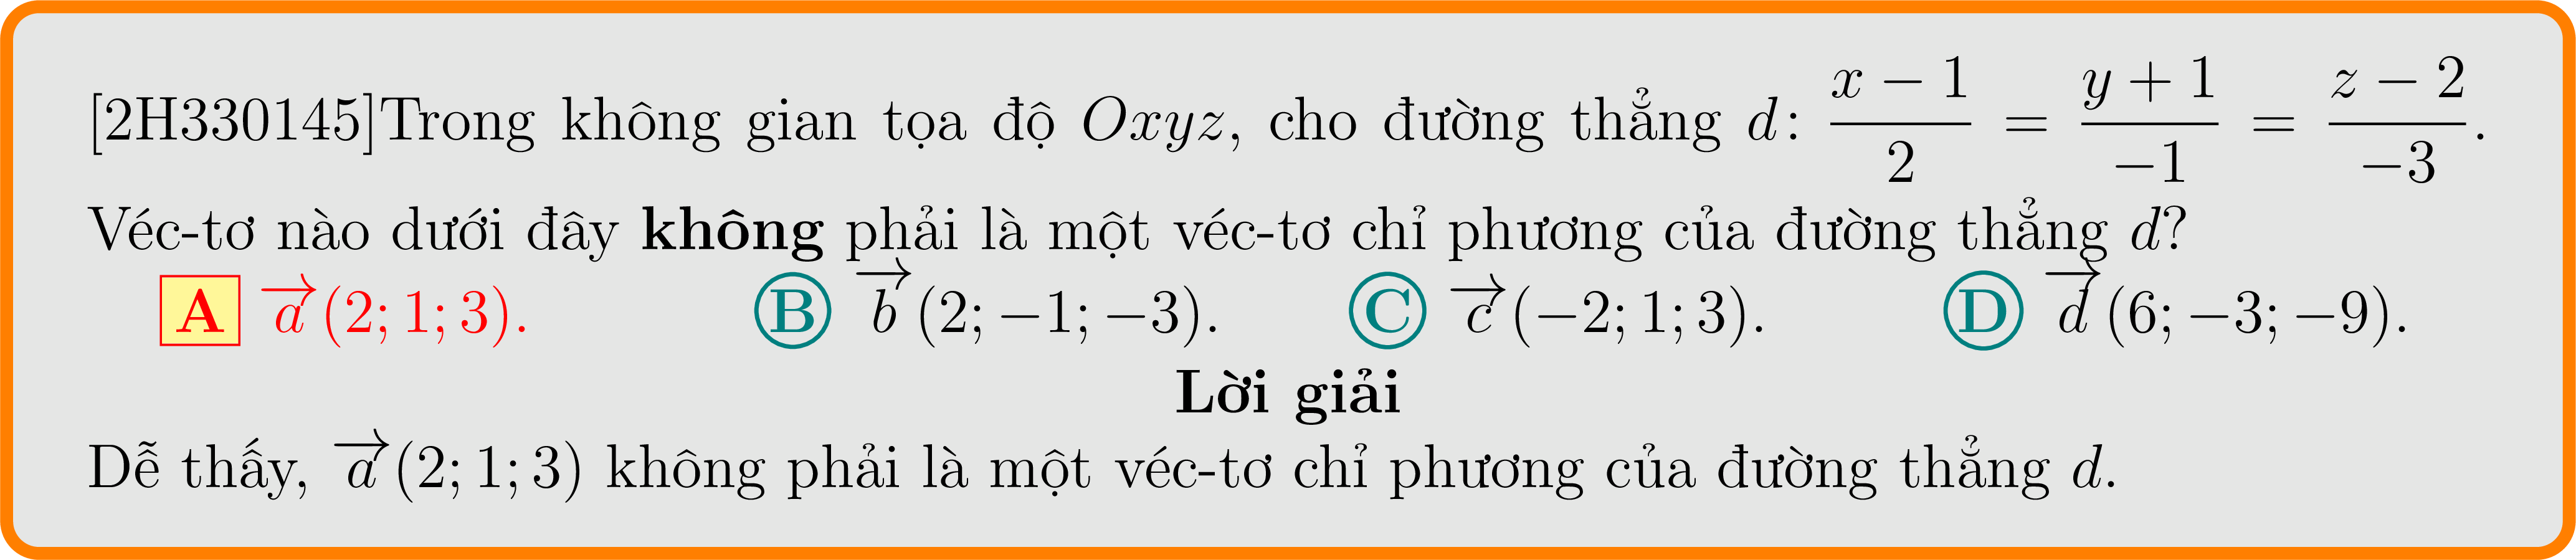 [2H330145]Trong không gian tọa độ Oxyz, cho đường thẳng d: \frac{x − 1}{2} = \frac{y + 1}{−1} = \frac{z − 2}{−3}.
Véc-tơ nào dưới đây không phải là một véc-tơ chỉ phương của đường thẳng d?
A \overrightarrow{a}(2; 1; 3). B \overrightarrow{b}(2; −1; −3). C \overrightarrow{c}(−2; 1; 3). D \overrightarrow{d}(6; −3; −9).
Lời giải
Dễ thấy, \overrightarrow{a}(2; 1; 3) không phải là một véc-tơ chỉ phương của đường thẳng d.